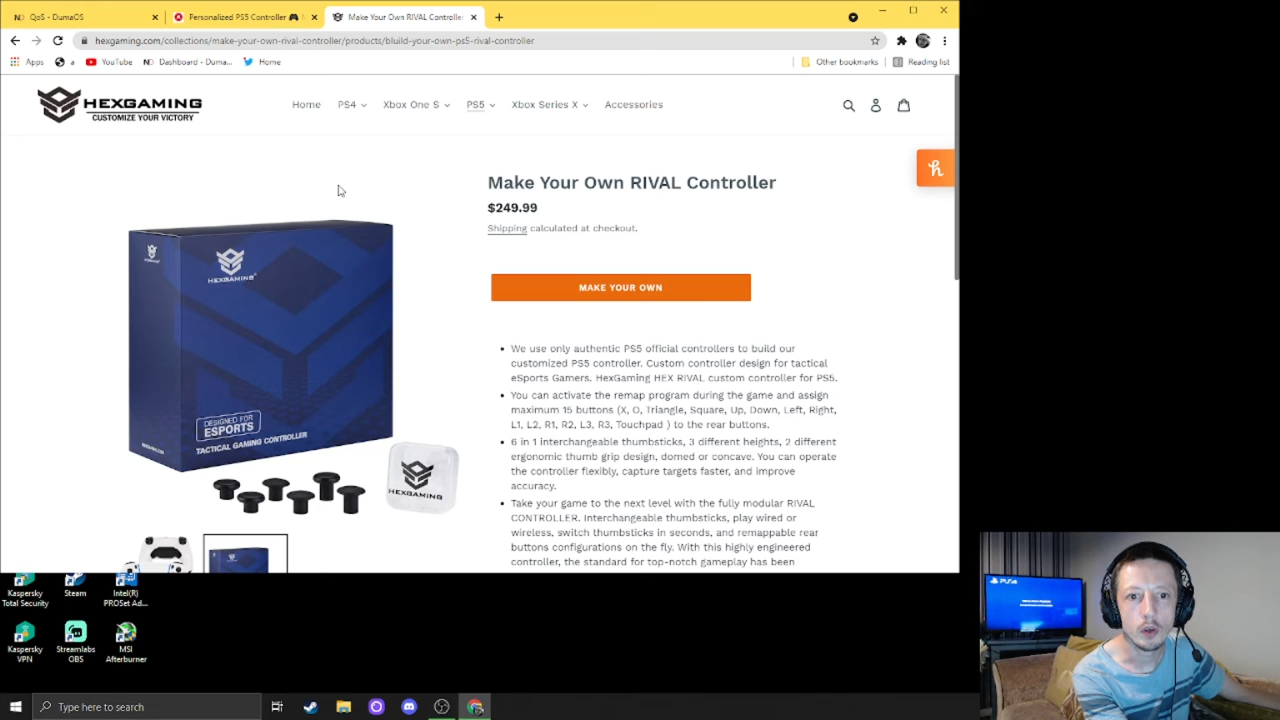 QoS - DumaOS
Personalized PS5 Controller
Make Your Own RIVAL Controller
hexgaming.com/collections/make-your-own-rival-controller/products/bluild-your-own-ps5-rival-controller
Apps
a
YouTube
Dashboard - Duma...
Home
Other bookmarks
Reading list
HEXGAMING
CUSTOMIZE YOUR VICTORY
Home
PS4
Xbox One S
PS5
Xbox Series X
Accessories
Make Your Own RIVAL Controller
$249.99
Shipping calculated at checkout.
MAKE YOUR OWN
HEXGAMING
DESIGNED FOR
ESPORTS
TACTICAL GAMING CONTROLLER
HEXGAMING
• We use only authentic PS5 official controllers to build our
customized PS5 controller. Custom controller design for tactical
eSports Gamers. HexGaming HEX RIVAL custom controller for PS5.
• You can activate the remap program during the game and assign
maximum 15 buttons (X, O, Triangle, Square, Up, Down, Left, Right,
L1, L2, R1, R2, L3, R3, Touchpad ) to the rear buttons.
• 6 in 1 interchangeable thumbsticks, 3 different heights, 2 different
ergonomic thumb grip design, domed or concave. You can operate
the controller flexibly, capture targets faster, and improve
accuracy.
• Take your game to the next level with the fully modular RIVAL
CONTROLLER. Interchangeable thumbsticks, play wired or
wireless, switch thumbsticks in seconds, and remappable rear
buttons configurations on the fly. With this highly engineered
controller, the standard for top-notch gameplay has been
Kaspersky
Total Security
Steam
Intel(R)
PROSet Ad...
Kaspersky
VPN
Streamlabs
OBS
MSI
Afterburner
PS4
Type here to search